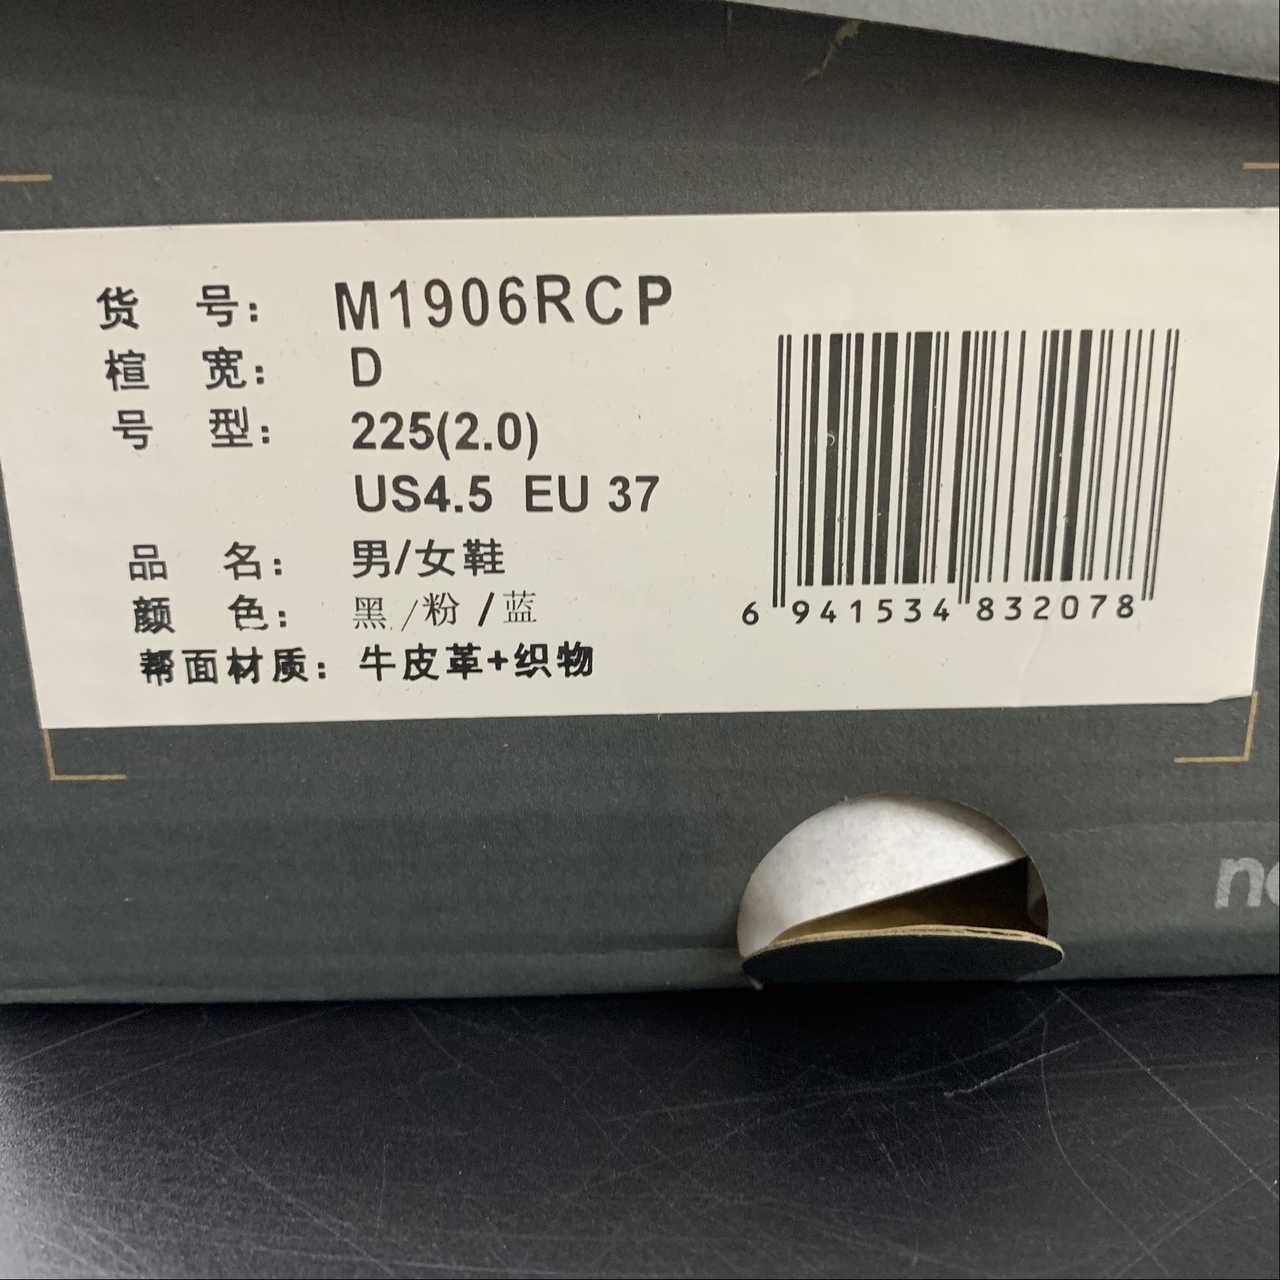 货 号： M1906RCP
楦 宽： D
号 型： 225(2.0)
US4.5 EU 37
品 名： 男/女鞋
颜 色： 黑/粉/蓝
帮面材质：牛皮革+织物
6 941534 832078